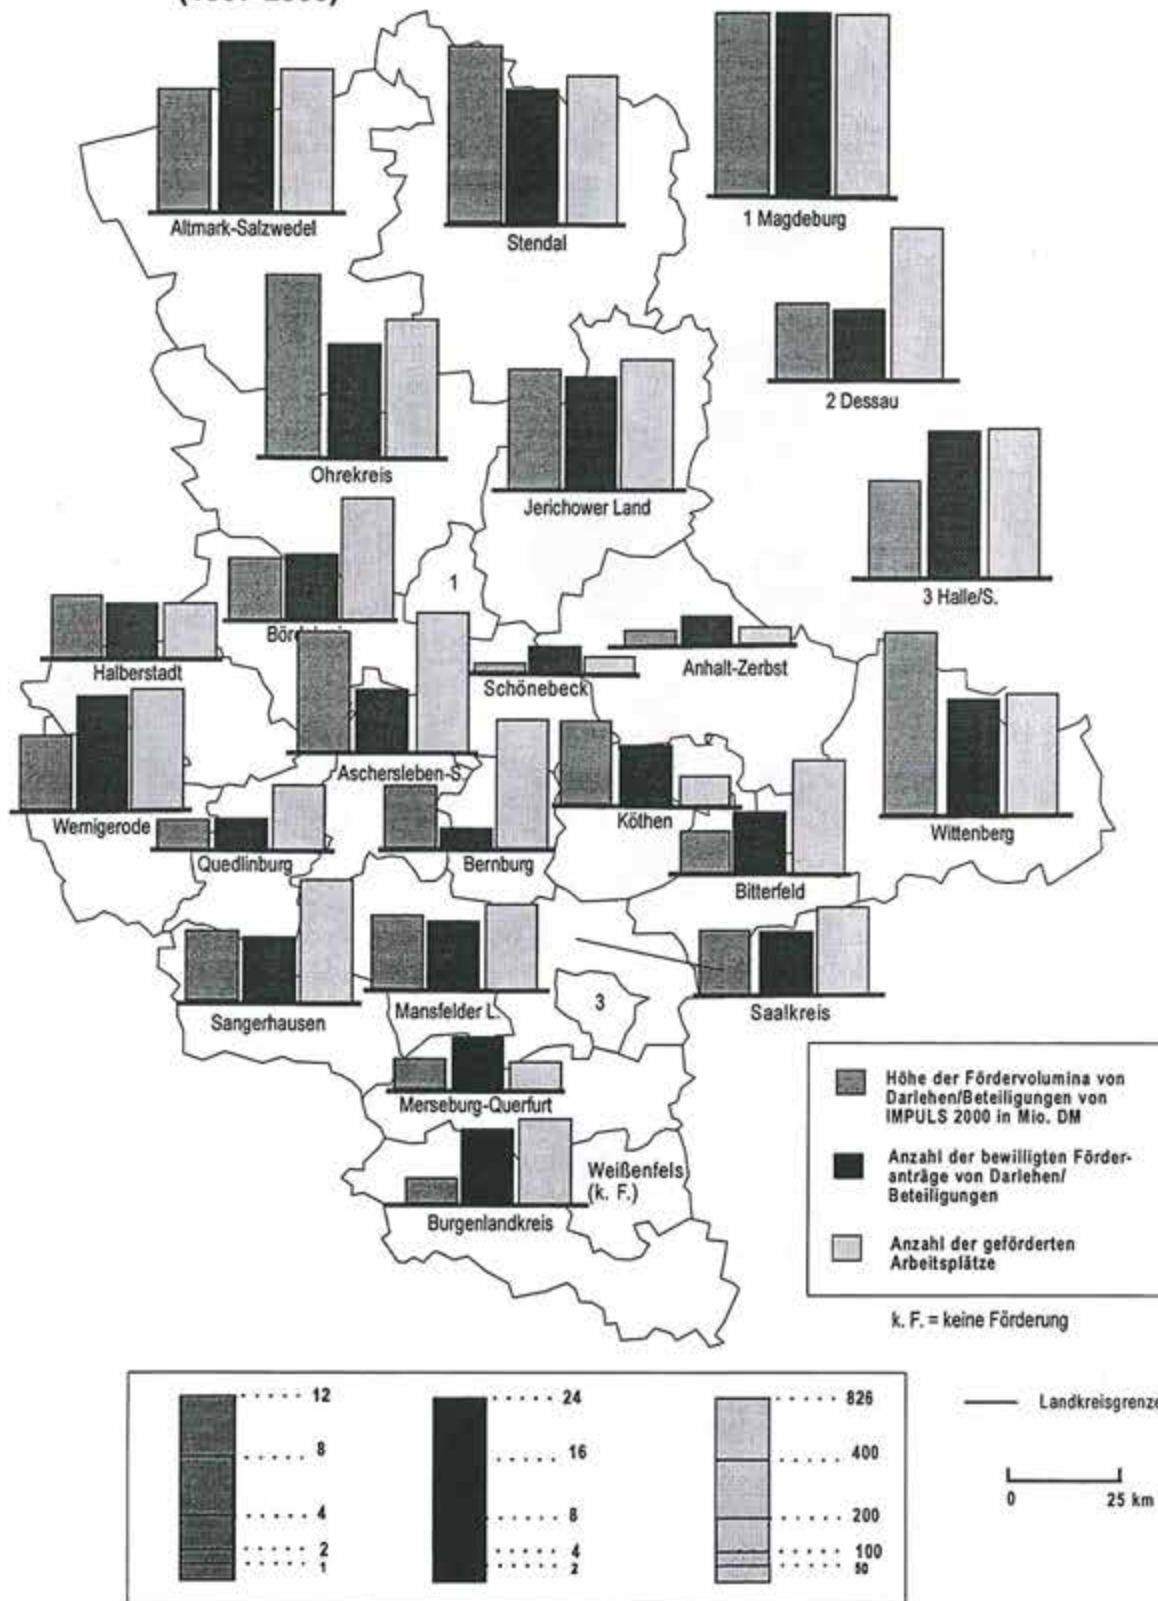 Altmark-Salzwedel
Stendal
1 Magdeburg
2 Dessau
Ohrekreis
Jerichower Land
3 Halle/S.
1
Halberstadt
Schönebeck
Anhalt-Zerbst
Aschersleben-S.
Wernigerode
Quedlinburg
Bernburg
Köthen
Bitterfeld
Wittenberg
Sangerhausen
Mansfelder L.
3
Saalkreis
Merseburg-Querfurt
Weißenfels
(k. F.)
Burgenlandkreis
Höhe der Fördervolumina von
Darlehen/Beteiligungen von
IMPULS 2000 in Mio. DM
Anzahl der bewilligten Förder-
anträge von Darlehen/
Beteiligungen
Anzahl der geförderten
Arbeitsplätze
k. F. = keine Förderung
12
8
4
2
1
24
16
8
4
2
826
400
200
100
50
Landkreisgrenze
0 25 km